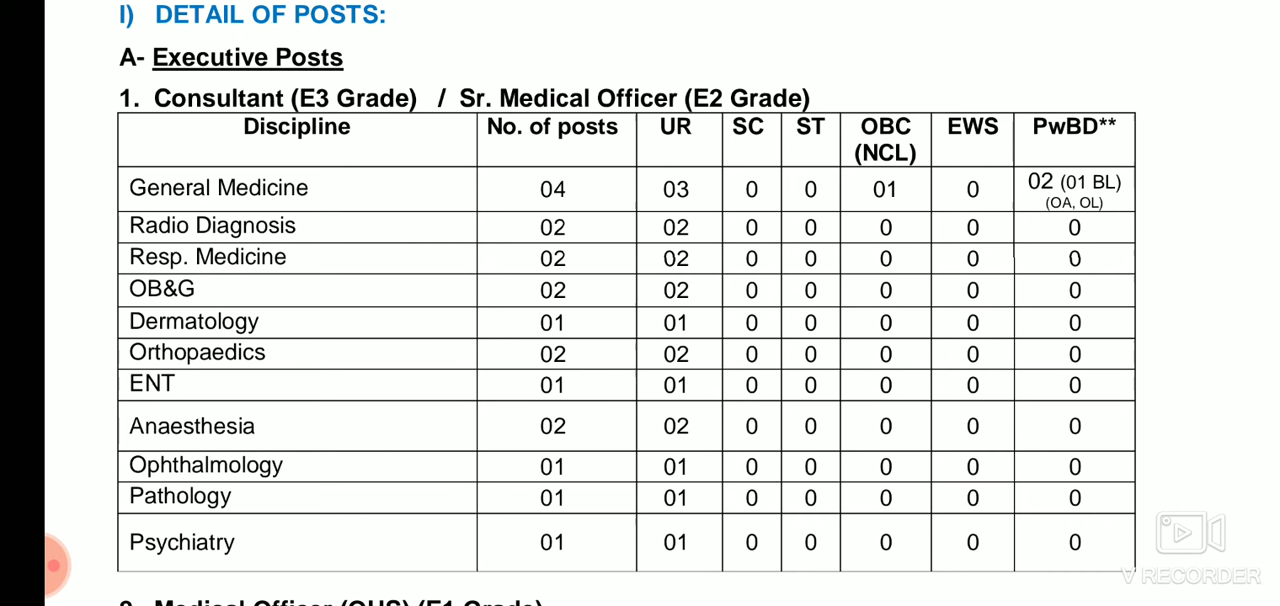 I) DETAIL OF POSTS:
A- Executive Posts
1. Consultant (E3 Grade) / Sr. Medical Officer (E2 Grade)
Discipline No. of posts UR SC ST OBC (NCL) EWS PwBD**
General Medicine 04 03 0 0 01 0 02 (01 BL) (OA, OL)
Radio Diagnosis 02 02 0 0 0 0 0
Resp. Medicine 02 02 0 0 0 0 0
OB&G 02 02 0 0 0 0 0
Dermatology 01 01 0 0 0 0 0
Orthopaedics 02 02 0 0 0 0 0
ENT 01 01 0 0 0 0 0
Anaesthesia 02 02 0 0 0 0 0
Ophthalmology 01 01 0 0 0 0 0
Pathology 01 01 0 0 0 0 0
Psychiatry 01 01 0 0 0 0 0
V RECORDER
2. Medical Officer (OHS) (E1 Grade)